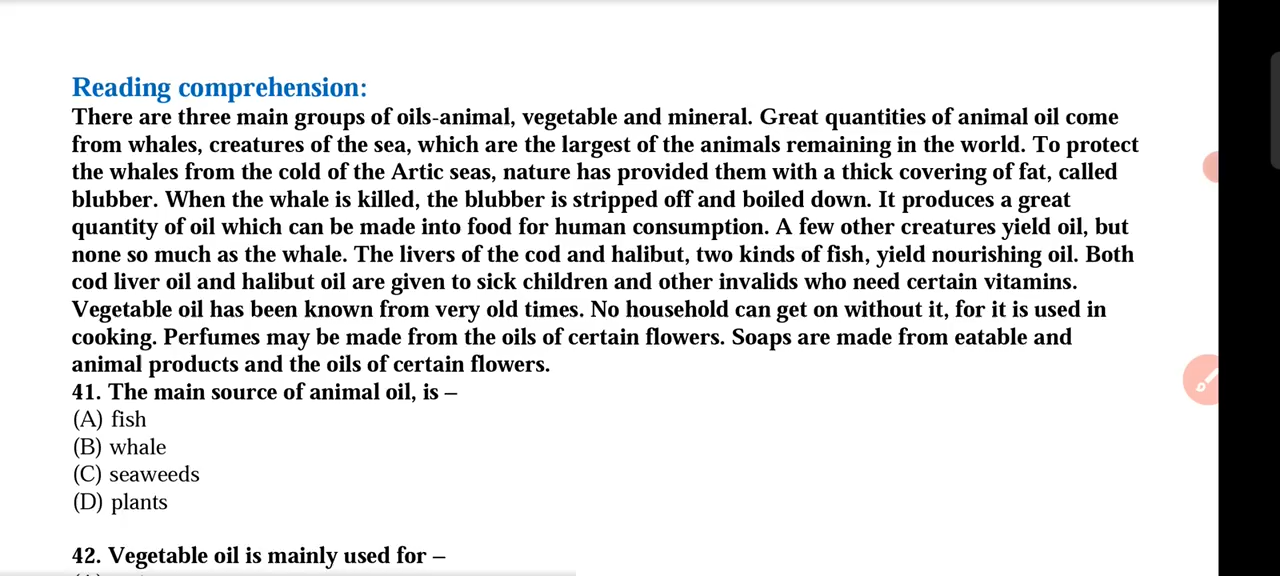 Reading comprehension:
There are three main groups of oils-animal, vegetable and mineral. Great quantities of animal oil come
from whales, creatures of the sea, which are the largest of the animals remaining in the world. To protect
the whales from the cold of the Artic seas, nature has provided them with a thick covering of fat, called
blubber. When the whale is killed, the blubber is stripped off and boiled down. It produces a great
quantity of oil which can be made into food for human consumption. A few other creatures yield oil, but
none so much as the whale. The livers of the cod and halibut, two kinds of fish, yield nourishing oil. Both
cod liver oil and halibut oil are given to sick children and other invalids who need certain vitamins.
Vegetable oil has been known from very old times. No household can get on without it, for it is used in
cooking. Perfumes may be made from the oils of certain flowers. Soaps are made from eatable and
animal products and the oils of certain flowers.
41. The main source of animal oil, is –
(A) fish
(B) whale
(C) seaweeds
(D) plants
42. Vegetable oil is mainly used for –